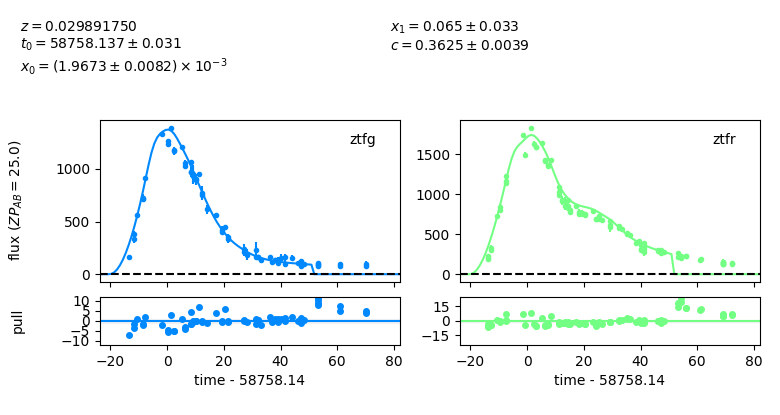 z = 0.029891750
t₀ = 58758.137 ± 0.031
x₀ = (1.9673 ± 0.0082) × 10⁻³
x₁ = 0.065 ± 0.033
c = 0.3625 ± 0.0039
flux (ZP_AB = 25.0)
1000
500
0
ztfg
1500
1000
500
0
ztfr
pull
10
5
0
−5
−10
15
0
−15
−20 0 20 40 60 80
time - 58758.14
−20 0 20 40 60 80
time - 58758.14